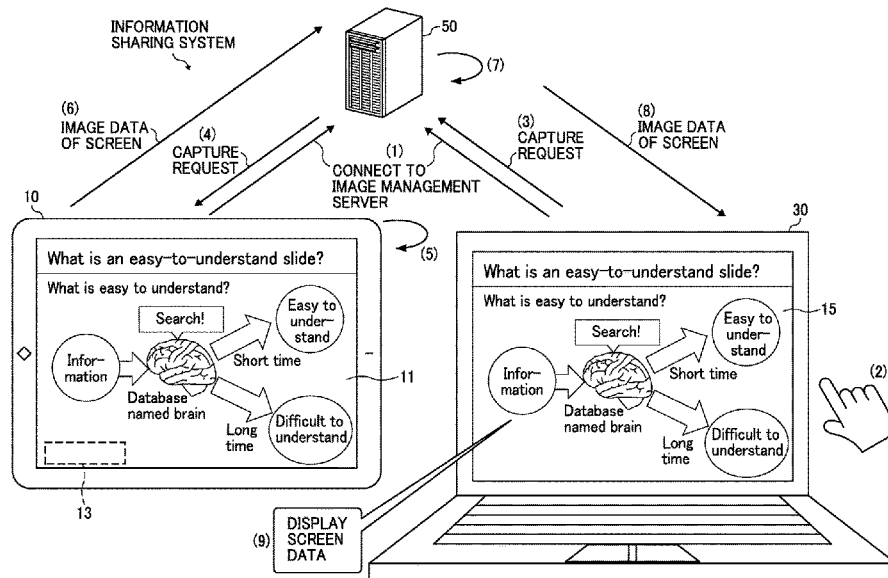 INFORMATION
SHARING SYSTEM
50
(7)
(6)
IMAGE DATA
OF SCREEN
(4)
CAPTURE
REQUEST
(1)
CONNECT TO
IMAGE MANAGEMENT
SERVER
(3)
CAPTURE
REQUEST
(8)
IMAGE DATA
OF SCREEN
10
(5)
What is an easy-to-understand slide?
What is easy to understand?
Search!
Easy to
under-
stand
Infor-
mation
Short time
Database
named brain
Long
time
Difficult to
understand
11
13
30
What is an easy-to-understand slide?
What is easy to understand?
Search!
Easy to
under-
stand
Infor-
mation
Short time
Database
named brain
Long
time
Difficult to
understand
15
(2)
(9)
DISPLAY
SCREEN
DATA